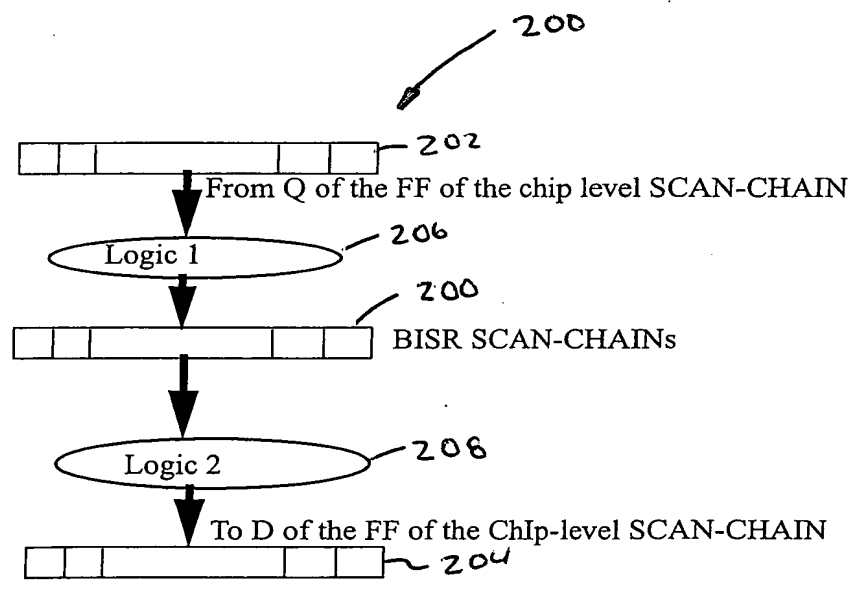 200
202
From Q of the FF of the chip level SCAN-CHAIN
206
Logic 1
200
BISR SCAN-CHAINs
208
Logic 2
To D of the FF of the ChIp-level SCAN-CHAIN
204